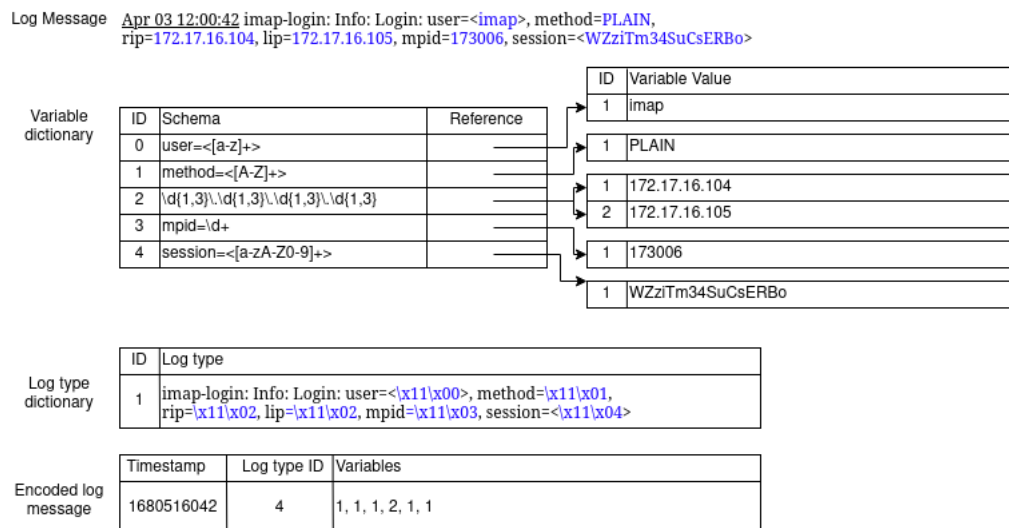 Log Message Apr 03 12:00:42 imap-login: Info: Login: user=<imap>, method=PLAIN,
rip=172.17.16.104, lip=172.17.16.105, mpid=173006, session=<WZziTm34SuCsERBo>
Variable
dictionary
ID Schema Reference
0 user=<[a-z]+>
1 method=<[A-Z]+>
2 \d{1,3}\.\d{1,3}\.\d{1,3}\.\d{1,3}
3 mpid=\d+
4 session=<[a-zA-Z0-9]+>
ID Variable Value
1 imap
1 PLAIN
1 172.17.16.104
2 172.17.16.105
1 173006
1 WZziTm34SuCsERBo
Log type
dictionary
ID Log type
1 imap-login: Info: Login: user=<\x11\x00>, method=\x11\x01,
rip=\x11\x02, lip=\x11\x02, mpid=\x11\x03, session=<\x11\x04>
Encoded log
message
Timestamp Log type ID Variables
1680516042 4 1, 1, 1, 2, 1, 1